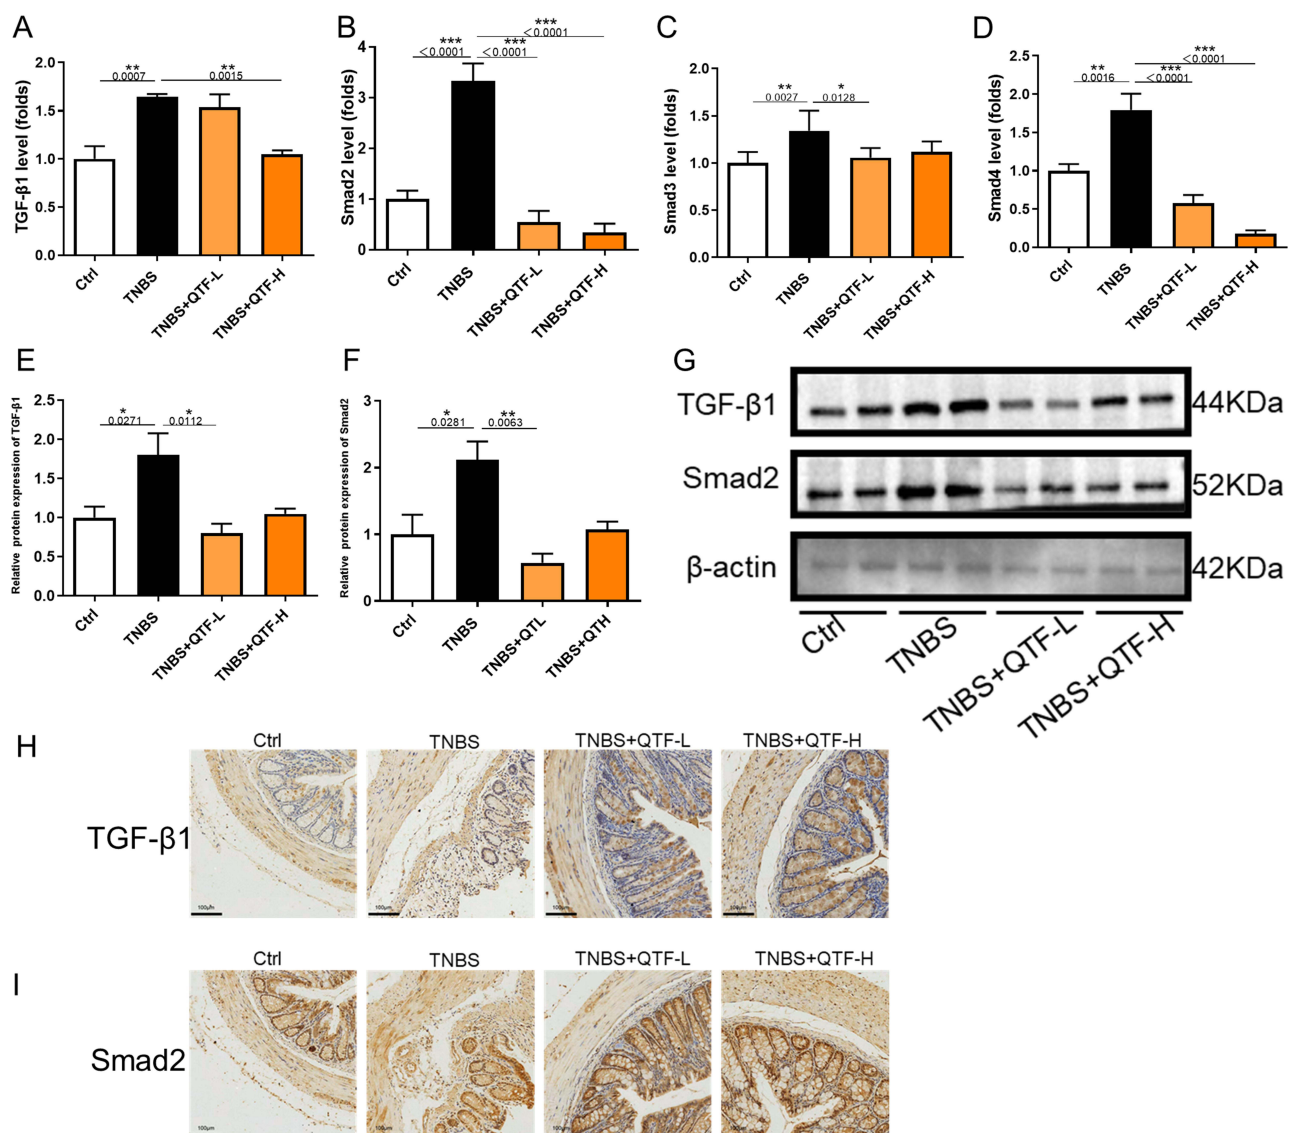 A
TGF-β1 level (folds)
2.0
1.5
1.0
0.5
0.0
**
0.0007
**
0.0015
Ctrl
TNBS
TNBS+QTF-L
TNBS+QTF-H
B
Smad2 level (folds)
4
3
2
1
0
***
<0.0001
***
<0.0001
***
<0.0001
Ctrl
TNBS
TNBS+QTF-L
TNBS+QTF-H
C
Smad3 level (folds)
2.0
1.5
1.0
0.5
0.0
**
0.0027
*
0.0128
Ctrl
TNBS
TNBS+QTF-L
TNBS+QTF-H
D
Smad4 level (folds)
2.5
2.0
1.5
1.0
0.5
0.0
**
0.0016
***
<0.0001
***
<0.0001
Ctrl
TNBS
TNBS+QTF-L
TNBS+QTF-H
E
Relative protein expression of TGF-β1
2.5
2.0
1.5
1.0
0.5
0.0
*
0.0271
*
0.0112
Ctrl
TNBS
TNBS+QTF-L
TNBS+QTF-H
F
Relative protein expression of Smad2
3
2
1
0
*
0.0281
**
0.0063
Ctrl
TNBS
TNBS+QTL
TNBS+QTH
G
TGF-β1
44KDa
Smad2
52KDa
β-actin
42KDa
Ctrl
TNBS
TNBS+QTF-L
TNBS+QTF-H
H
Ctrl
TNBS
TNBS+QTF-L
TNBS+QTF-H
TGF-β1
100μm
100μm
100μm
100μm
I
Ctrl
TNBS
TNBS+QTF-L
TNBS+QTF-H
Smad2
100μm
100μm
100μm
100μm